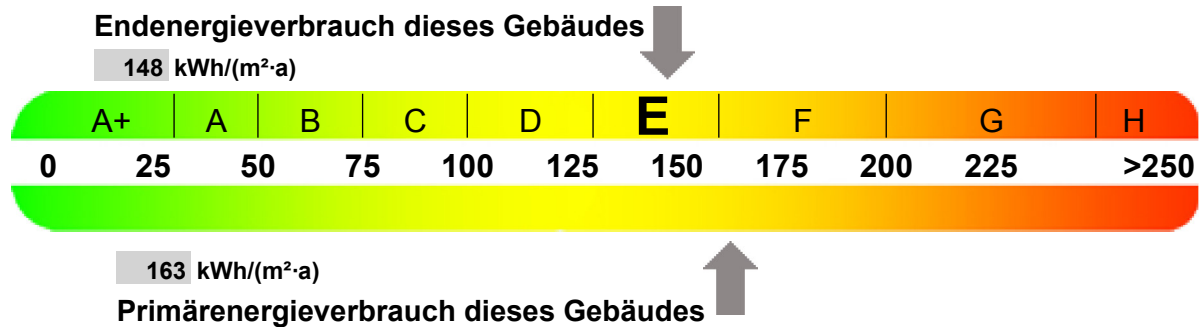 Endenergieverbrauch dieses Gebäudes
148 kWh/(m²·a)
A+ A B C D E F G H
0 25 50 75 100 125 150 175 200 225 >250
163 kWh/(m²·a)
Primärenergieverbrauch dieses Gebäudes